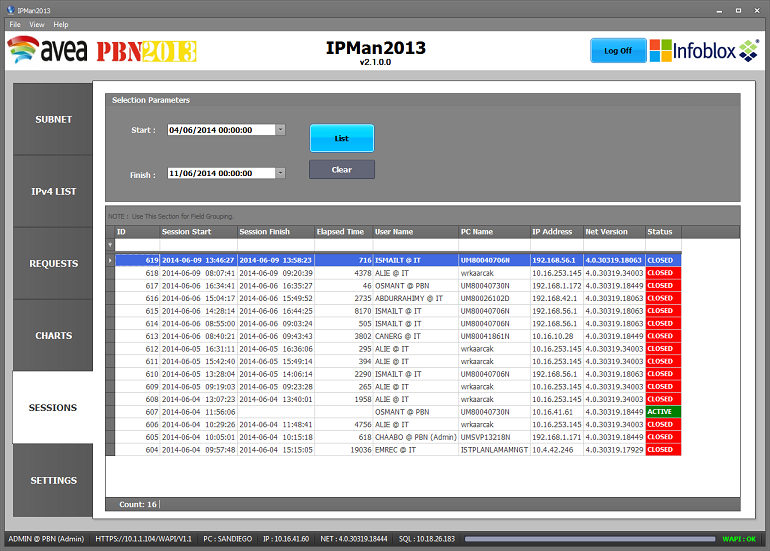 IPMan2013
File View Help
avea PBN2013
IPMan2013
v2.1.0.0
Log Off
Infoblox
SUBNET
IPv4 LIST
REQUESTS
CHARTS
SESSIONS
SETTINGS
Selection Parameters
Start : 04/06/2014 00:00:00 List
Finish : 11/06/2014 00:00:00 Clear
NOTE : Use This Section for Field Grouping.
ID Session Start Session Finish Elapsed Time User Name PC Name IP Address Net Version Status
619 2014-06-09 13:46:27 2014-06-09 13:58:23 716 ISMAILT @ IT UM80040706N 192.168.56.1 4.0.30319.18063 CLOSED
618 2014-06-09 08:07:41 2014-06-09 09:20:39 4378 ALIE @ IT wrkaarcak 10.16.253.145 4.0.30319.34003 CLOSED
617 2014-06-06 16:34:41 2014-06-06 16:35:27 46 OSMANT @ PBN UM80040730N 192.168.1.172 4.0.30319.18449 CLOSED
616 2014-06-06 15:04:17 2014-06-06 15:49:52 2735 ABDURRAHIMY @ IT UM80026102D 192.168.42.1 4.0.30319.18063 CLOSED
615 2014-06-06 14:28:14 2014-06-06 16:44:25 8170 ISMAILT @ IT UM80040706N 192.168.56.1 4.0.30319.18063 CLOSED
614 2014-06-06 08:55:00 2014-06-06 09:03:24 505 ISMAILT @ IT UM80040706N 192.168.56.1 4.0.30319.18063 CLOSED
613 2014-06-06 08:40:21 2014-06-06 09:43:43 3802 CANERG @ IT UM80041861N 10.16.10.28 4.0.30319.18449 CLOSED
612 2014-06-05 16:31:11 2014-06-05 16:36:06 295 ALIE @ IT wrkaarcak 10.16.253.145 4.0.30319.34003 CLOSED
611 2014-06-05 15:42:40 2014-06-05 15:49:14 394 ALIE @ IT wrkaarcak 10.16.253.145 4.0.30319.34003 CLOSED
610 2014-06-05 13:28:04 2014-06-05 14:06:14 2290 ISMAILT @ IT UM80040706N 192.168.56.1 4.0.30319.18063 CLOSED
609 2014-06-05 09:19:03 2014-06-05 09:23:28 265 ALIE @ IT wrkaarcak 10.16.253.145 4.0.30319.34003 CLOSED
608 2014-06-04 13:07:23 2014-06-04 13:40:01 1958 ALIE @ IT wrkaarcak 10.16.253.145 4.0.30319.34003 CLOSED
607 2014-06-04 11:56:06 OSMANT @ PBN UM80040730N 10.16.41.61 4.0.30319.18449 ACTIVE
606 2014-06-04 10:29:26 2014-06-04 11:48:41 4756 ALIE @ IT wrkaarcak 10.16.253.145 4.0.30319.34003 CLOSED
605 2014-06-04 10:05:01 2014-06-04 10:15:18 618 CHAABO @ PBN (Admin) UMSVP13218N 192.168.1.171 4.0.30319.18449 CLOSED
604 2014-06-04 09:57:48 2014-06-04 15:15:05 19036 EMREC @ IT ISTPLANLAMAMNGT 10.4.42.246 4.0.30319.17929 CLOSED
Count: 16
ADMIN @ PBN (Admin) HTTPS://10.1.1.104/WAPI/V1.1 PC : SANDIEGO IP : 10.16.41.60 NET : 4.0.30319.18444 SQL : 10.18.26.183 WAPI : OK